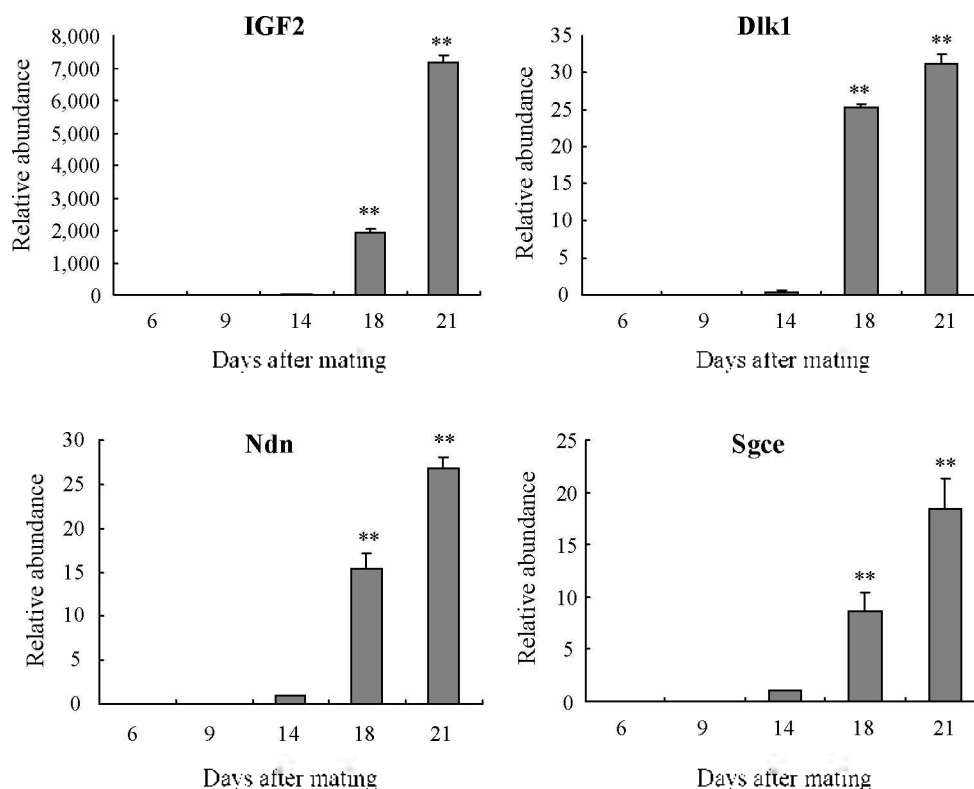 IGF2
8,000
7,000
6,000
5,000
4,000
3,000
2,000
1,000
0
Relative abundance
**
**
6 9 14 18 21
Days after mating
Dlk1
35
30
25
20
15
10
5
0
Relative abundance
**
**
6 9 14 18 21
Days after mating
Ndn
30
25
20
15
10
5
0
Relative abundance
**
**
6 9 14 18 21
Days after mating
Sgce
25
20
15
10
5
0
Relative abundance
**
**
6 9 14 18 21
Days after mating